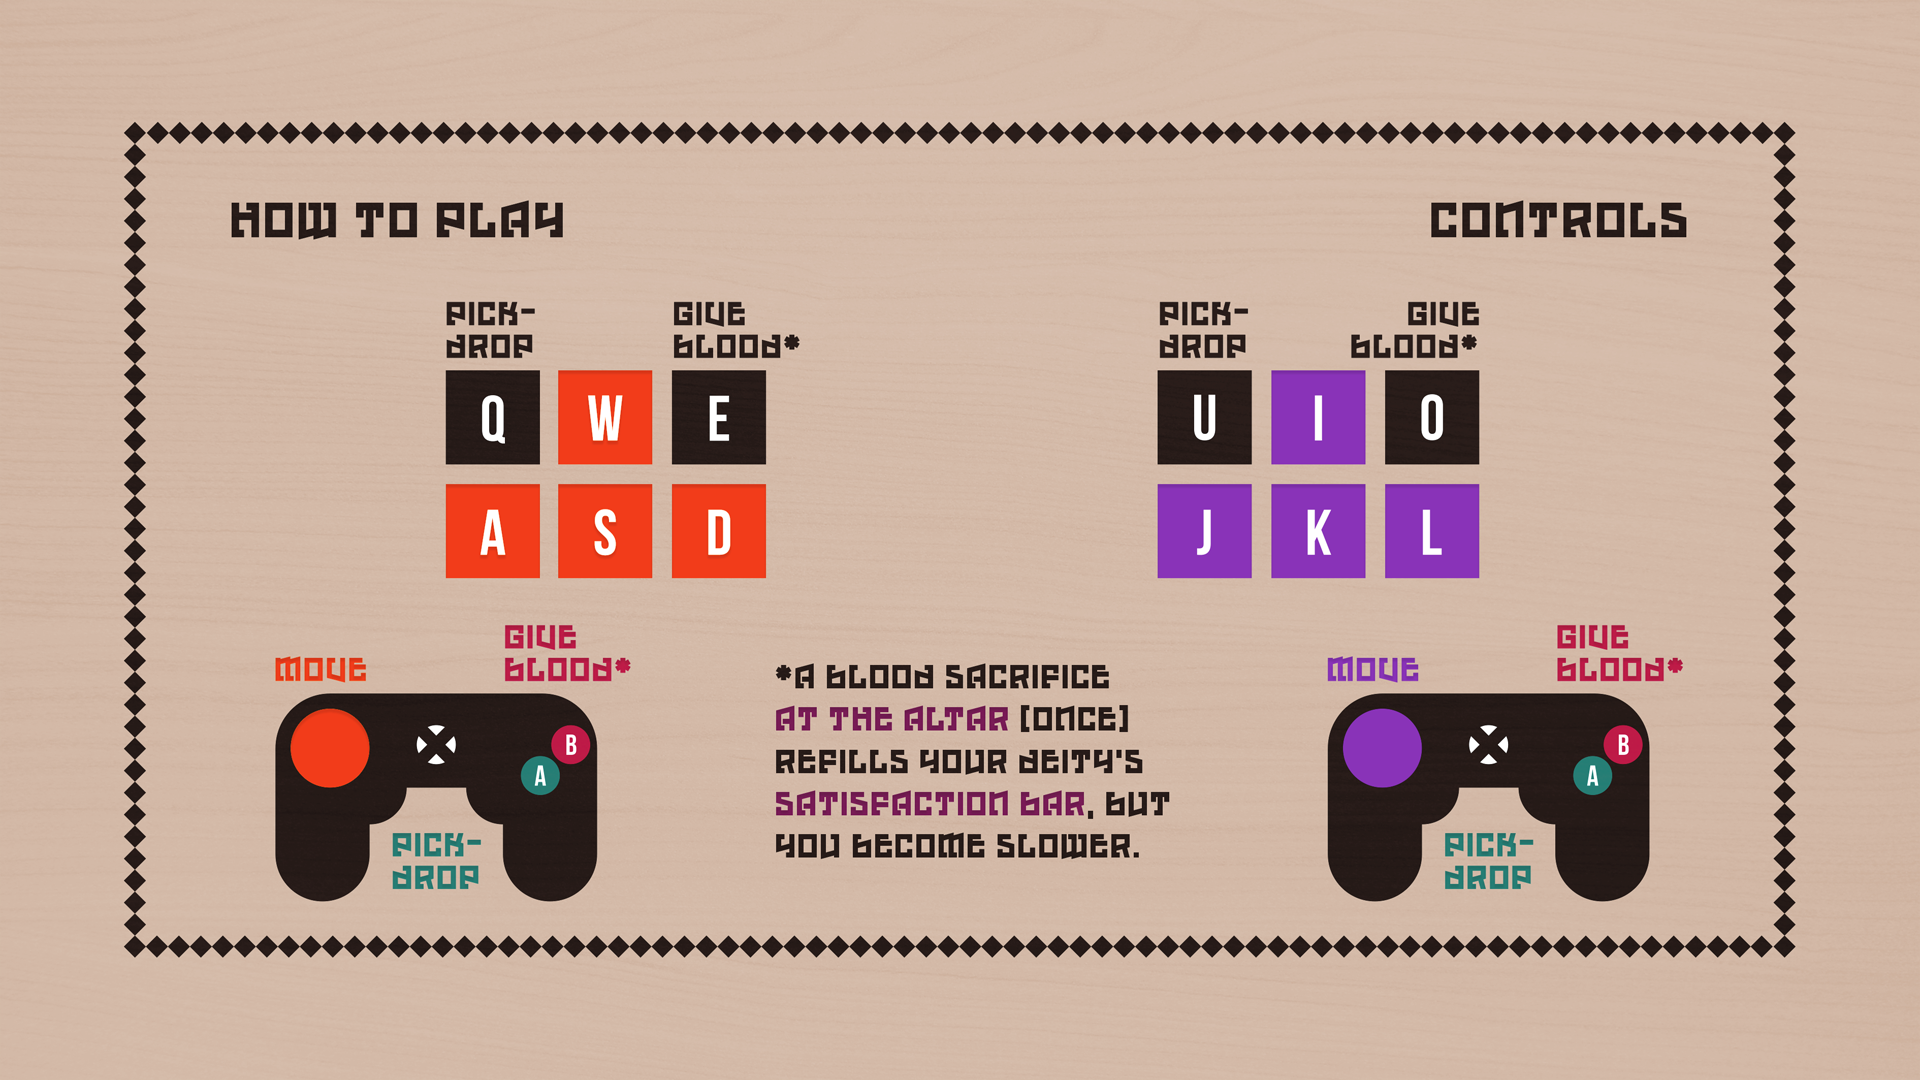 HOW TO PLAY
CONTROLS
PICK-
DROP
GIVE
BLOOD*
Q W E
A S D
PICK-
DROP
GIVE
BLOOD*
U I O
J K L
MOVE
GIVE
BLOOD*
B
A
PICK-
DROP
*A BLOOD SACRIFICE
AT THE ALTAR [ONCE]
REFILLS YOUR DEITY'S
SATISFACTION BAR, BUT
YOU BECOME SLOWER.
MOVE
GIVE
BLOOD*
B
A
PICK-
DROP